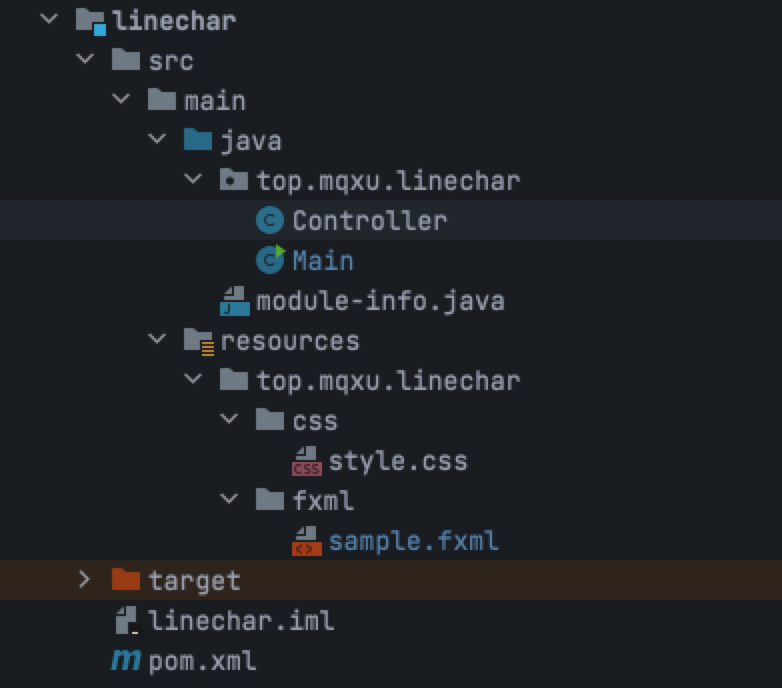 linechar
src
main
java
top.mqxu.linechar
C Controller
C Main
J module-info.java
resources
top.mqxu.linechar
css
CSS style.css
fxml
<> sample.fxml
target
linechar.iml
m pom.xml